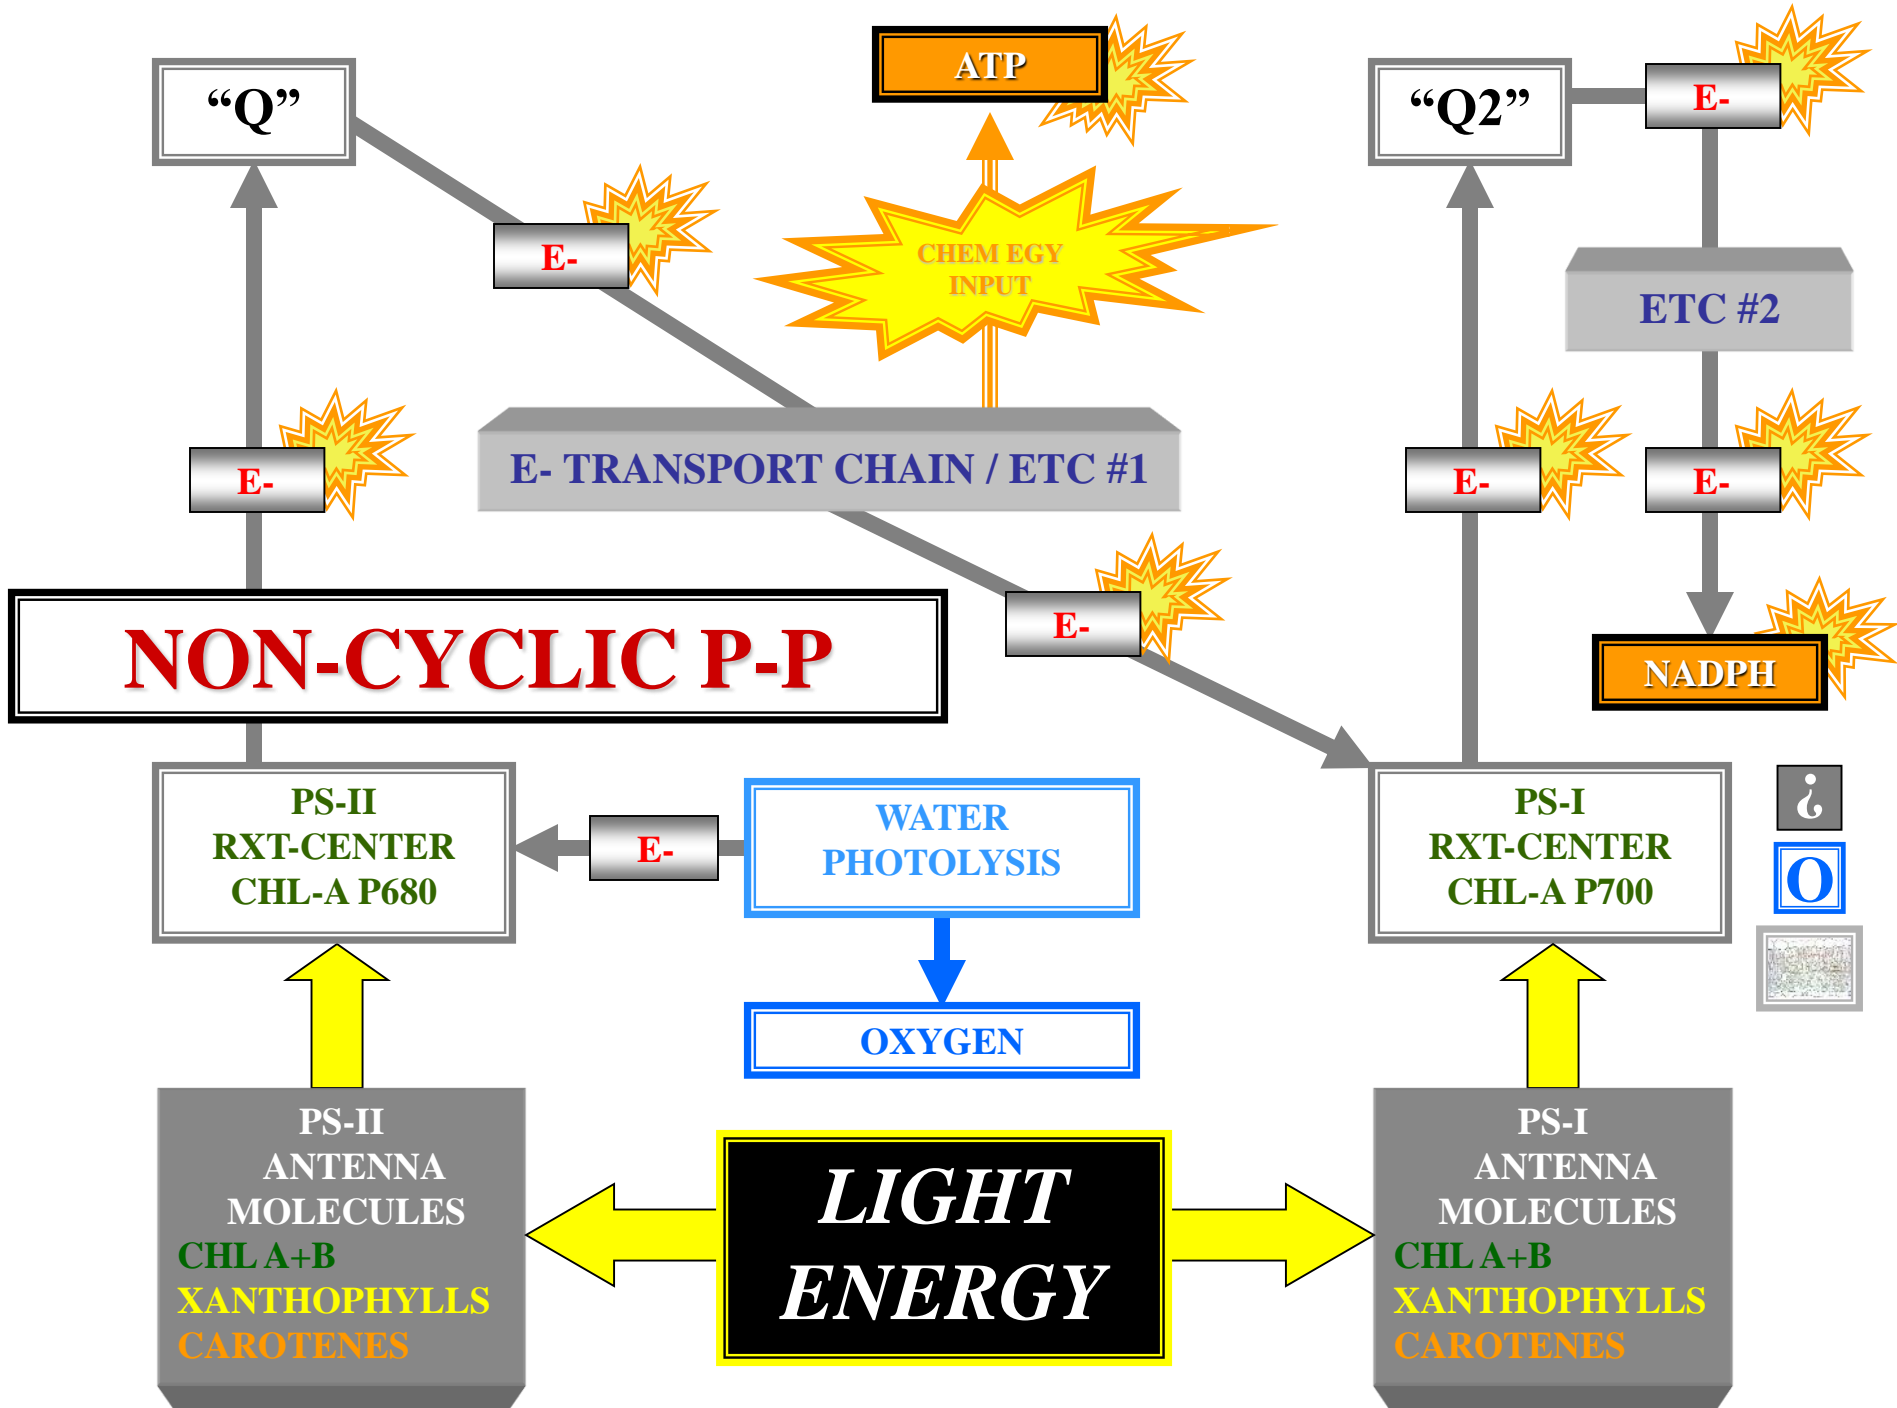 ATP
“Q”
“Q2”
E-
E-
CHEM EGY
INPUT
ETC #2
E- TRANSPORT CHAIN / ETC #1
E-
E-
E-
E-
NON-CYCLIC P-P
NADPH
PS-II
RXT-CENTER
CHL-A P680
E-
WATER
PHOTOLYSIS
PS-I
RXT-CENTER
CHL-A P700
¿
O
OXYGEN
PS-II
ANTENNA
MOLECULES
CHL A+B
XANTHOPHYLLS
CAROTENES
LIGHT
ENERGY
PS-I
ANTENNA
MOLECULES
CHL A+B
XANTHOPHYLLS
CAROTENES